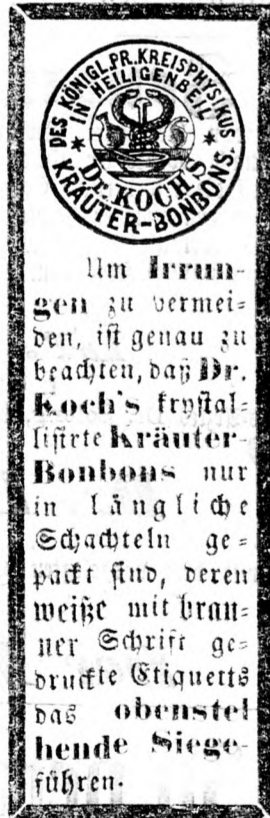 DES KÖNIGL. PR. KREISPHYSIKUS
IN HEILIGENBEIL
Dr. KOCH'S
KRÄUTER-BONBONS.
Um Irrun-
gen zu vermei-
den, ist genau zu
beachten, daß Dr.
Koch's krystal-
lisirte Kräuter-
Bonbons nur
in längliche
Schachteln ge-
packt sind, deren
weiße mit brau-
ner Schrift ge-
druckte Etiquetts
das obenstel
hende Siege-
führen.